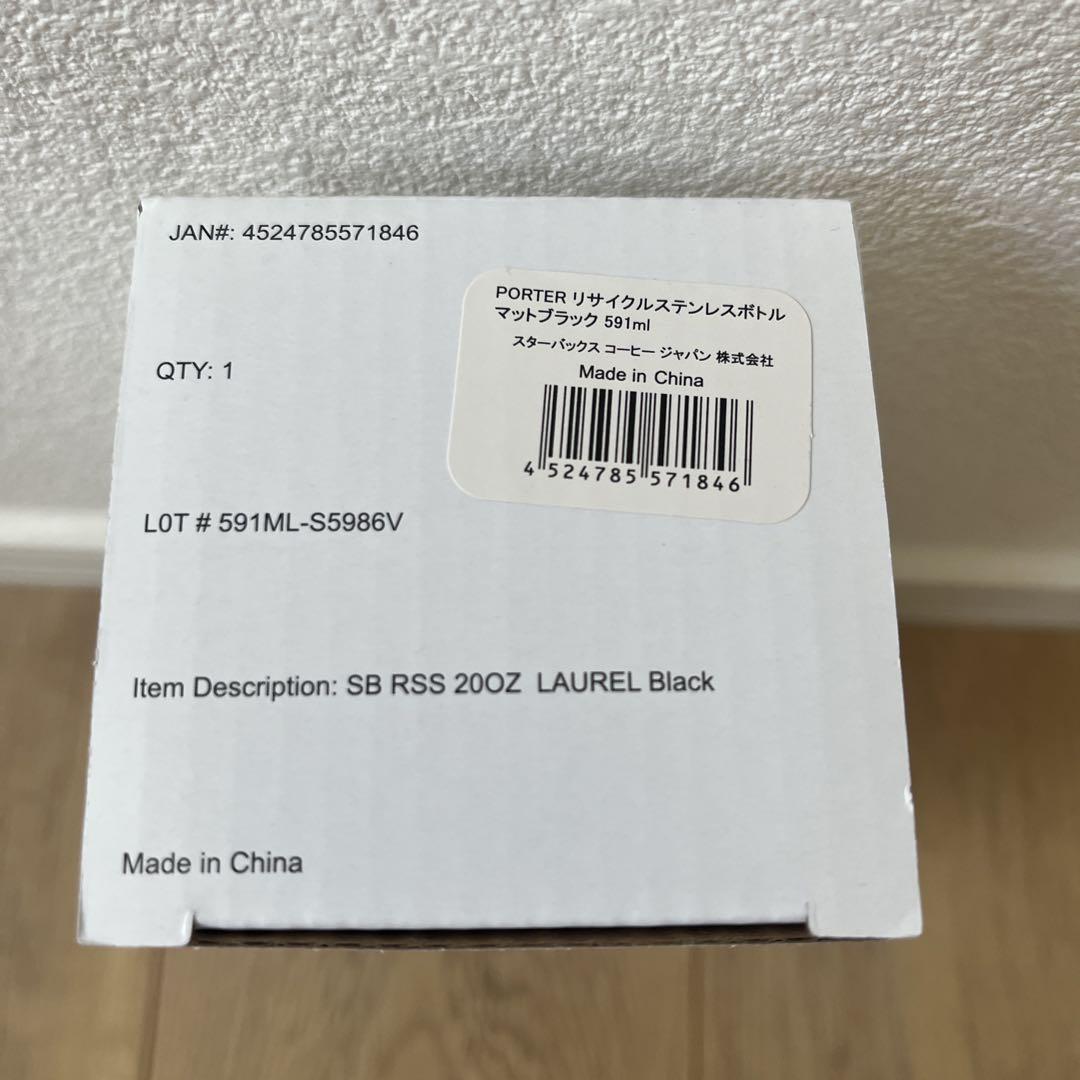 JAN#: 4524785571846
PORTER リサイクルステンレスボトル
マットブラック 591ml
スターバックス コーヒー ジャパン 株式会社
Made in China
4 524785 571846
QTY: 1
L0T # 591ML-S5986V
Item Description: SB RSS 20OZ LAUREL Black
Made in China